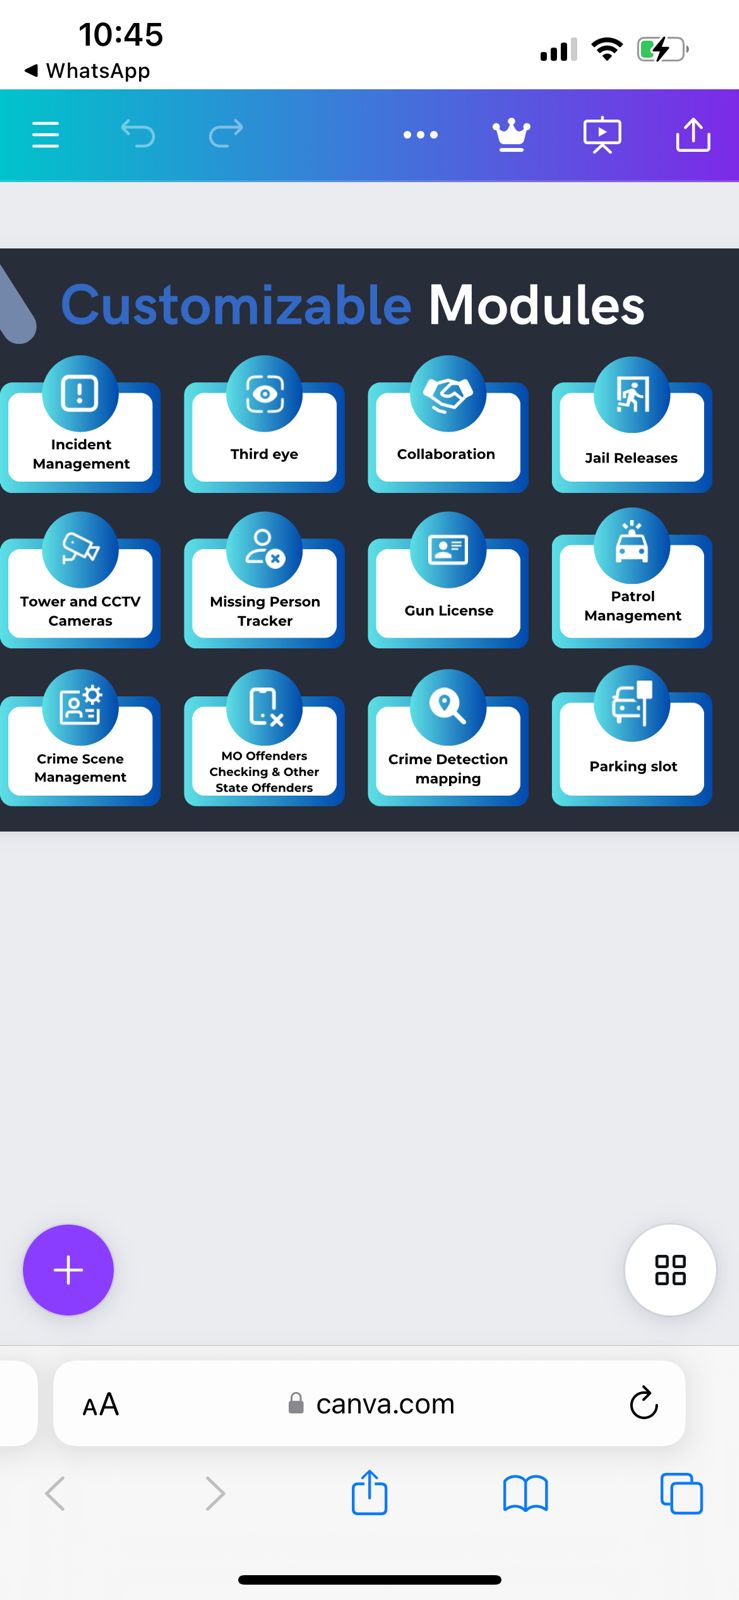 10:45
WhatsApp
Customizable Modules
Incident
Management
Third eye
Collaboration
Jail Releases
Tower and CCTV
Cameras
Missing Person
Tracker
Gun License
Patrol
Management
Crime Scene
Management
MO Offenders
Checking & Other
State Offenders
Crime Detection
mapping
Parking slot
AA
canva.com